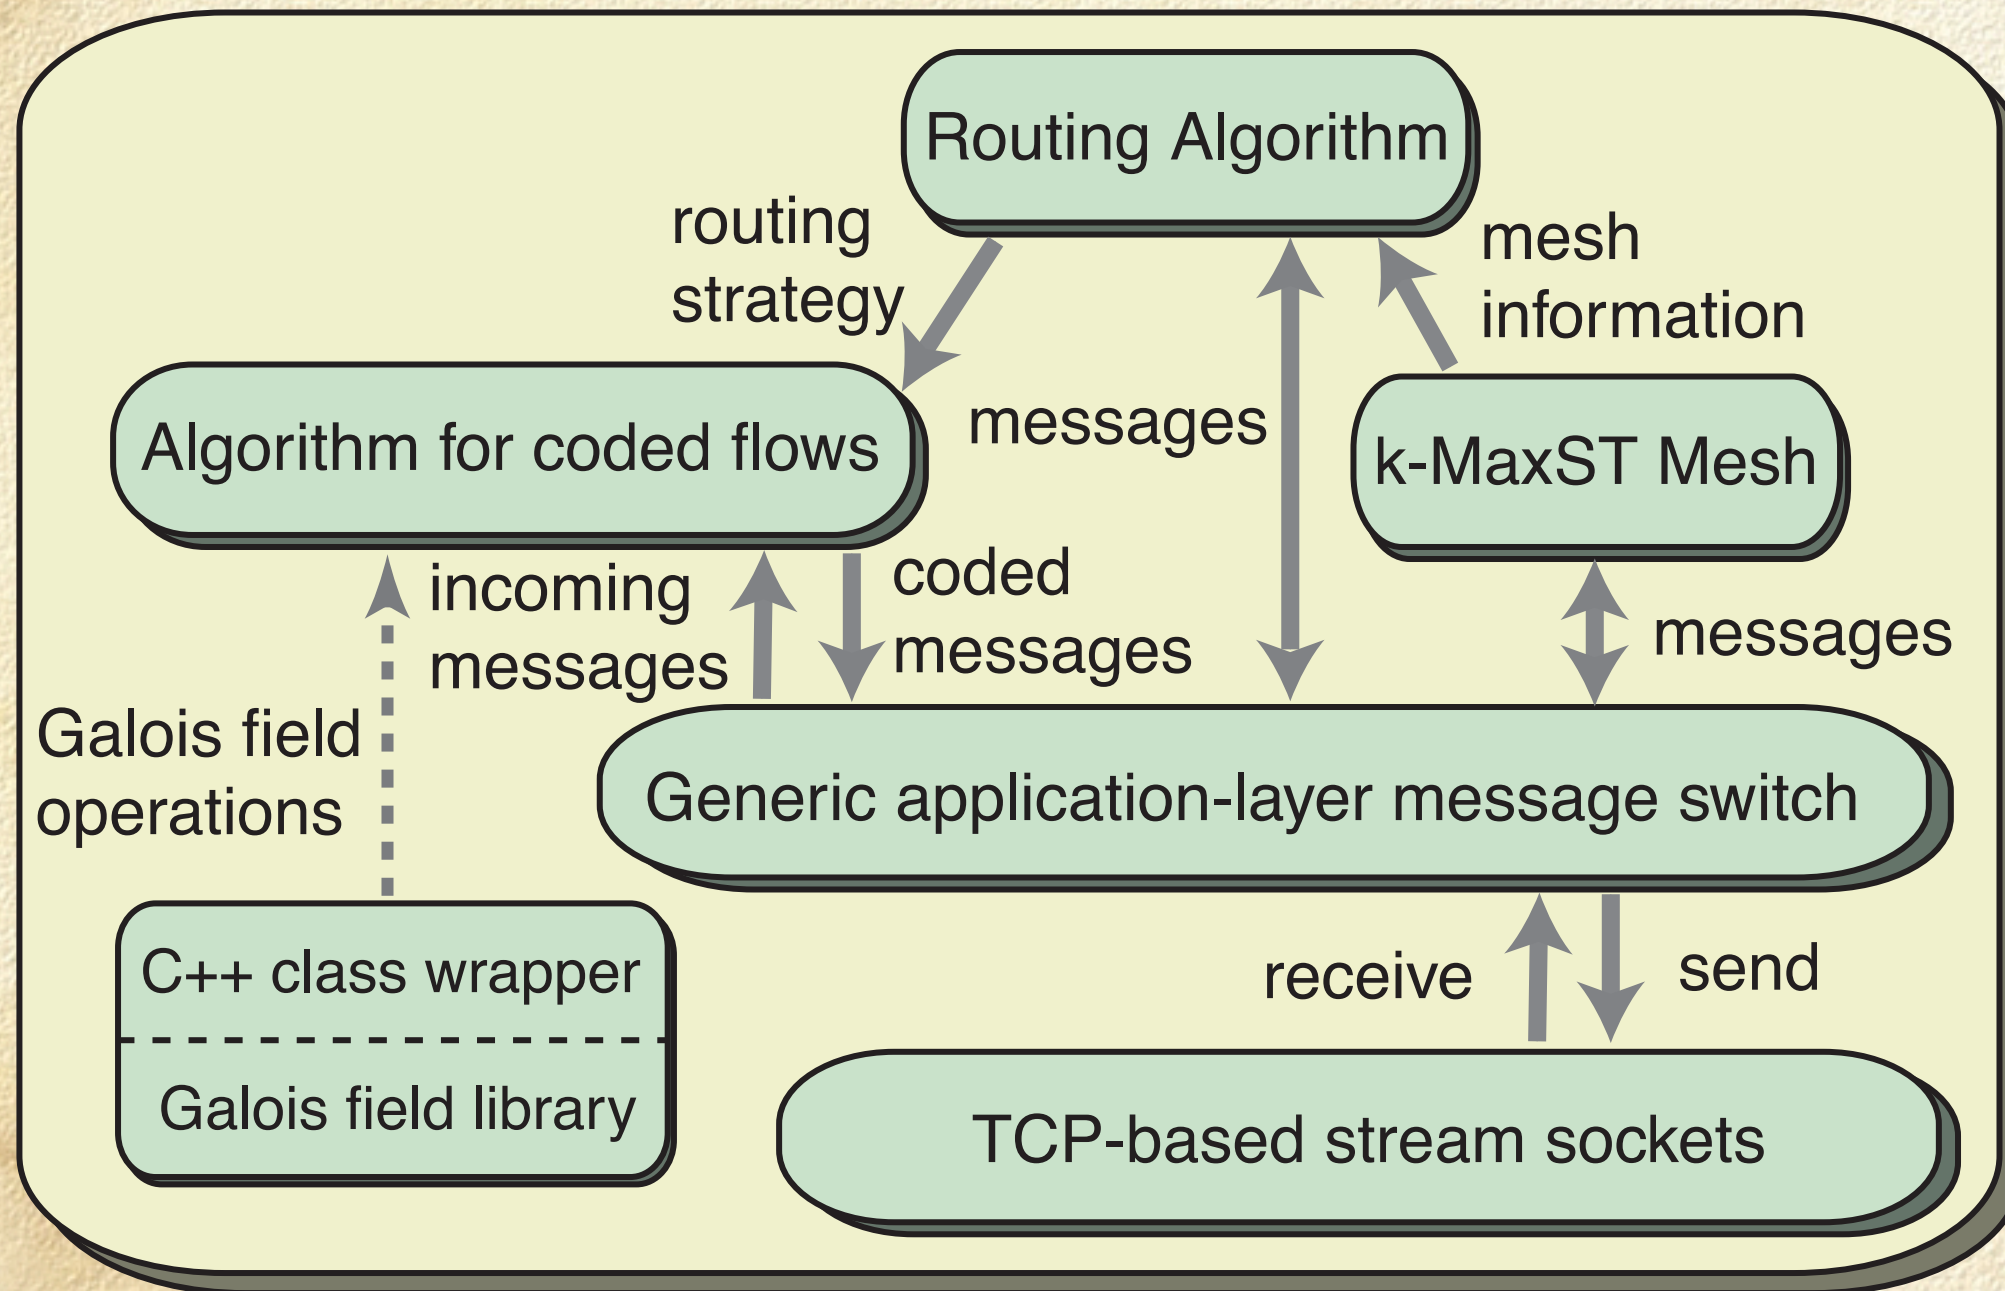 Routing Algorithm
routing
strategy
mesh
information
messages
Algorithm for coded flows
k-MaxST Mesh
incoming
messages
coded
messages
messages
Galois field
operations
Generic application-layer message switch
C++ class wrapper
Galois field library
receive
send
TCP-based stream sockets